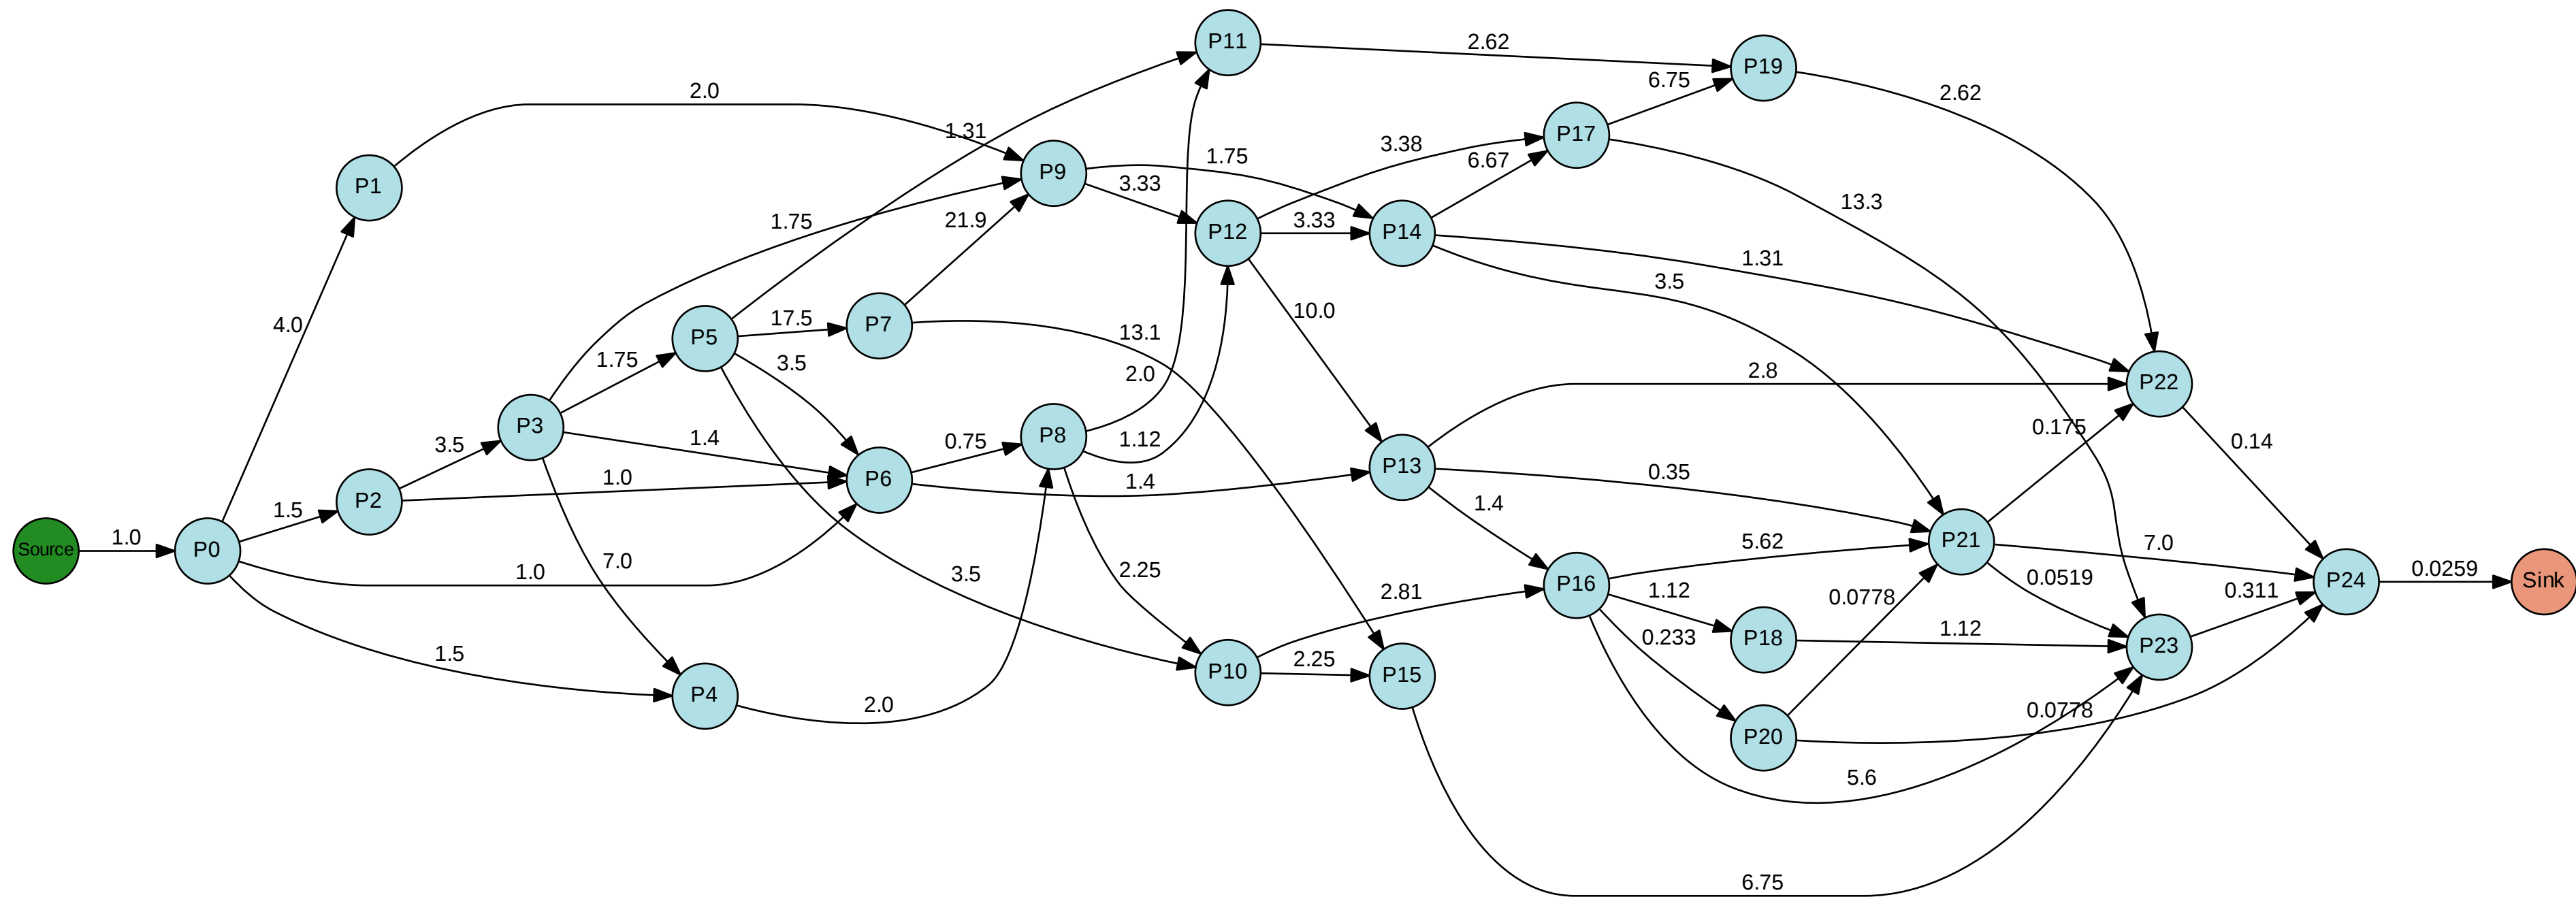 P11
2.62
P19
6.75
2.62
2.0
1.31
P17
3.38
6.67
1.75
P9
3.33
P1
13.3
1.75
21.9
P12
3.33
P14
1.31
3.5
10.0
4.0
P5
17.5
P7
13.1
1.75
3.5
2.0
2.8
P22
0.175
0.14
P3
3.5
1.4
0.75
P8
1.12
P13
0.35
1.4
P2
1.0
P6
1.4
1.5
Source
1.0
P0
1.0
7.0
2.25
3.5
2.81
P16
5.62
1.12
0.233
0.0778
P21
7.0
0.0519
0.311
P24
0.0259
Sink
1.5
P4
2.0
P10
2.25
P15
P18
1.12
P23
P20
0.0778
5.6
6.75